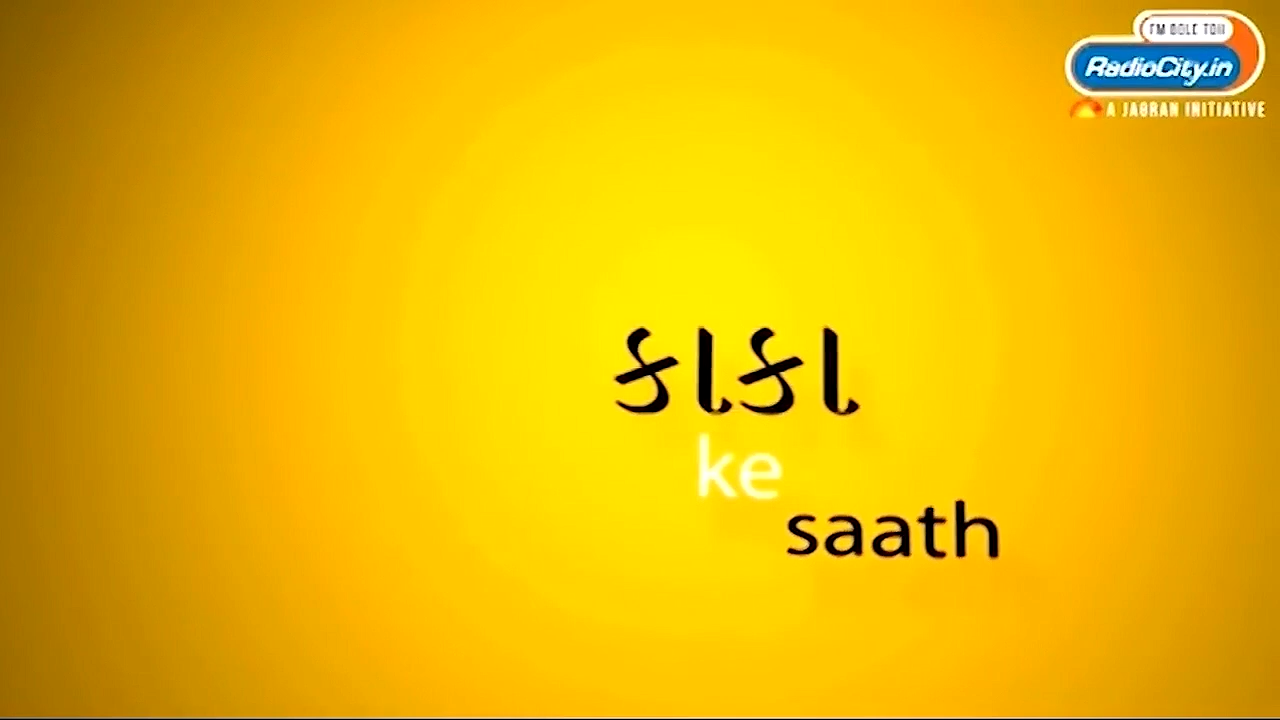 FM BOLE TOH
RadioCity.in
A JAGRAN INITIATIVE
કાકા
ke
saath